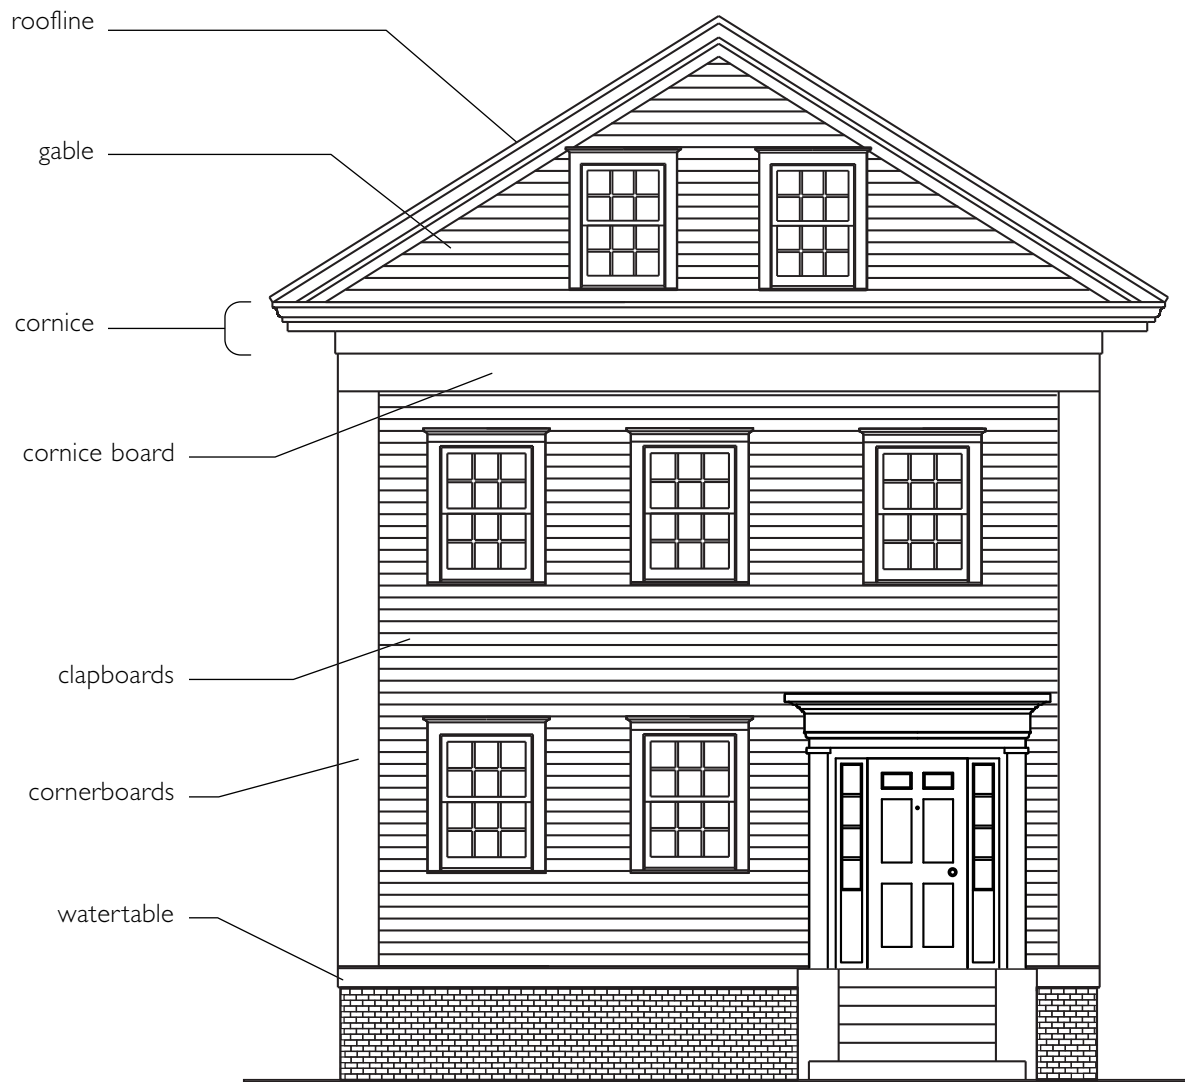 roofline
gable
cornice
cornice board
clapboards
cornerboards
watertable